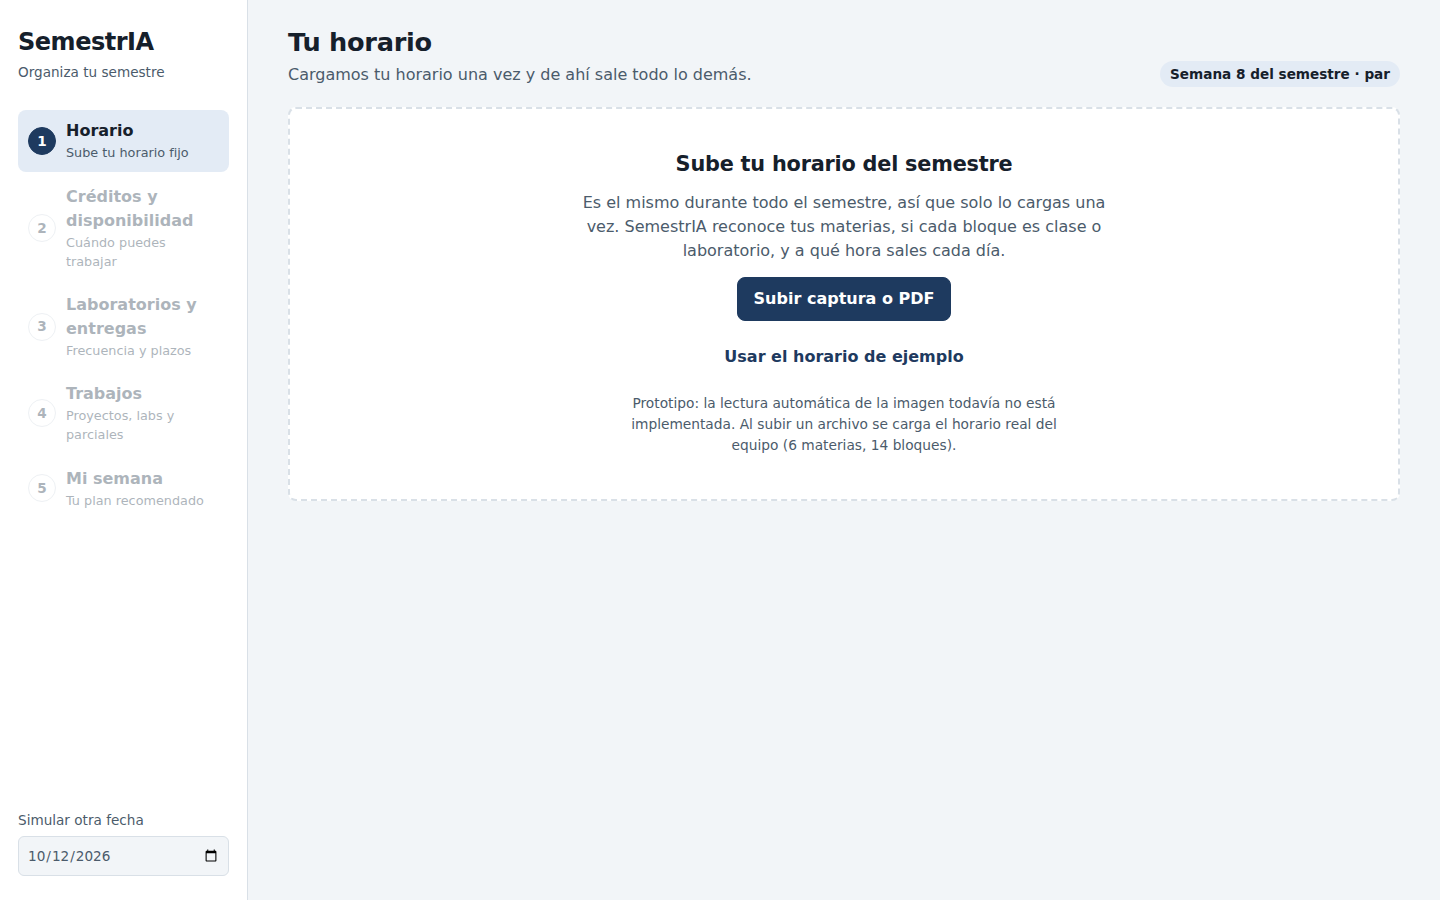 SemestrIA
Organiza tu semestre
1
Horario
Sube tu horario fijo
2
Créditos y
disponibilidad
Cuándo puedes
trabajar
3
Laboratorios y
entregas
Frecuencia y plazos
4
Trabajos
Proyectos, labs y
parciales
5
Mi semana
Tu plan recomendado
Simular otra fecha
10/12/2026
Tu horario
Cargamos tu horario una vez y de ahí sale todo lo demás.
Semana 8 del semestre · par
Sube tu horario del semestre
Es el mismo durante todo el semestre, así que solo lo cargas una
vez. SemestrIA reconoce tus materias, si cada bloque es clase o
laboratorio, y a qué hora sales cada día.
Subir captura o PDF
Usar el horario de ejemplo
Prototipo: la lectura automática de la imagen todavía no está
implementada. Al subir un archivo se carga el horario real del
equipo (6 materias, 14 bloques).